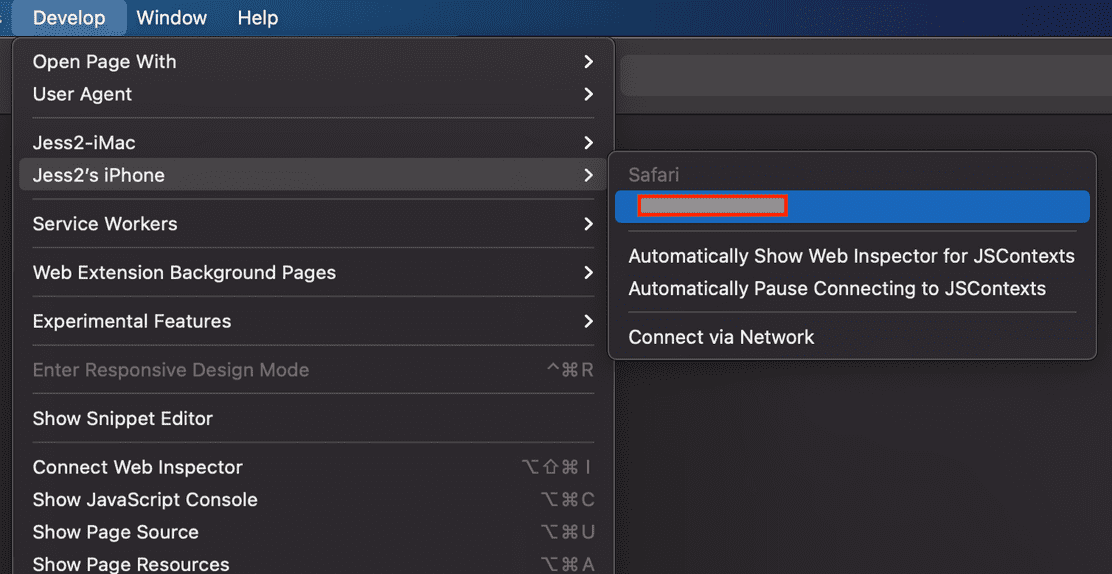 Develop Window Help
Open Page With
User Agent
Jess2-iMac
Jess2's iPhone
Safari
Service Workers
Automatically Show Web Inspector for JSContexts
Web Extension Background Pages
Automatically Pause Connecting to JSContexts
Experimental Features
Connect via Network
Enter Responsive Design Mode ^⌘R
Show Snippet Editor
Connect Web Inspector ⌥⇧⌘I
Show JavaScript Console ⌥⌘C
Show Page Source ⌥⌘U
Show Page Resources ⌥⌘A